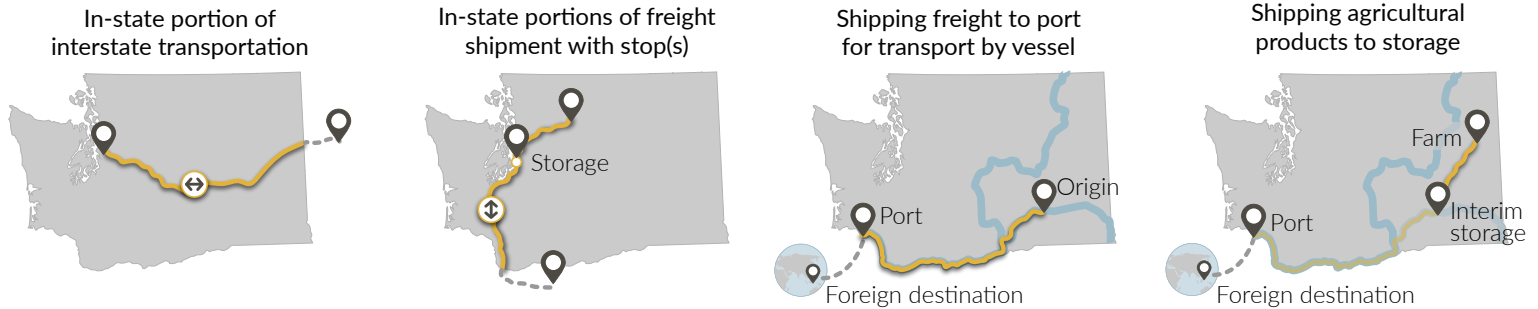 In-state portion of
interstate transportation
In-state portions of freight
shipment with stop(s)
Storage
Shipping freight to port
for transport by vessel
Origin
Port
Foreign destination
Shipping agricultural
products to storage
Farm
Interim
storage
Port
Foreign destination